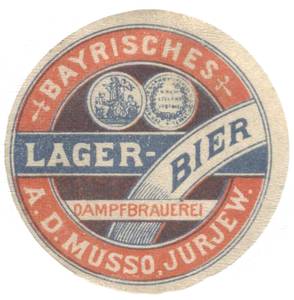 BAYRISCHES
LAGER-BIER
DAMPFBRAUEREI
A.D.MUSSO, JURJEW.